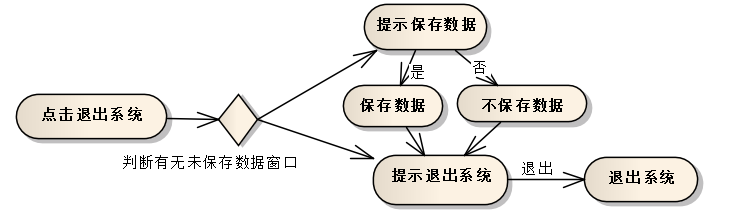 提示保存数据
是
否
点击退出系统
保存数据
不保存数据
判断有无未保存数据窗口
提示退出系统
退出
退出系统